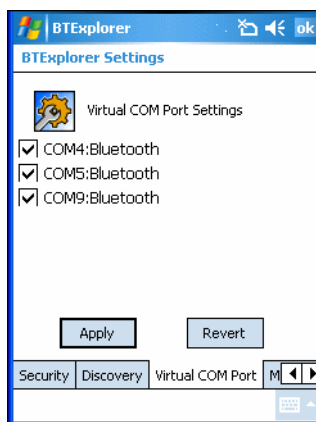 BTExplorer ok
BTExplorer Settings
Virtual COM Port Settings
COM4:Bluetooth
COM5:Bluetooth
COM9:Bluetooth
Apply Revert
Security Discovery Virtual COM Port M